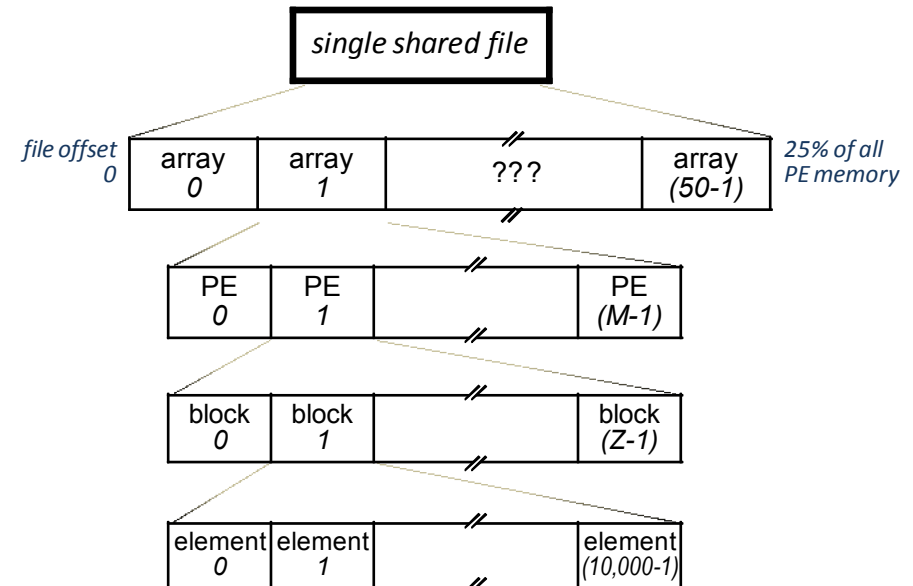 single shared file
file offset
0
array
0
array
1
???
array
(50-1)
25% of all
PE memory
PE
0
PE
1
PE
(M-1)
block
0
block
1
block
(Z-1)
element
0
element
1
element
(10,000-1)